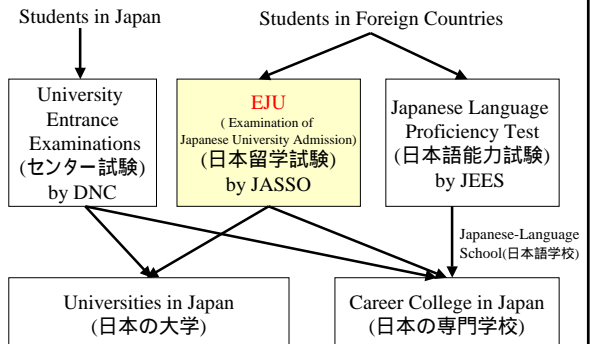 Students in Japan
Students in Foreign Countries
University
Entrance
Examinations
(センター試験)
by DNC
EJU
( Examination of
Japanese University Admission)
(日本留学試験)
by JASSO
Japanese Language
Proficiency Test
(日本語能力試験)
by JEES
Japanese-Language
School(日本語学校)
Universities in Japan
(日本の大学)
Career College in Japan
(日本の専門学校)